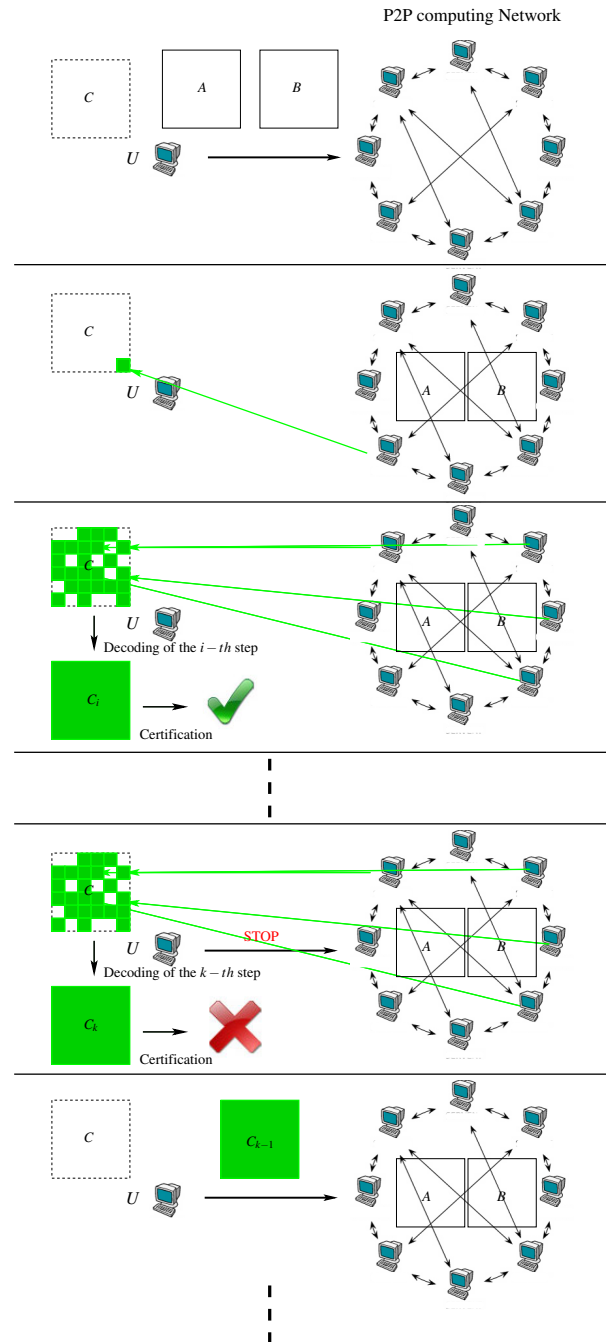 P2P computing Network
C
A
B
U
C
U
A
B
C
U
A
B
Decoding of the i − th step
C_i
Certification
C
U
STOP
A
B
Decoding of the k − th step
C_k
Certification
C
C_{k−1}
U
A
B